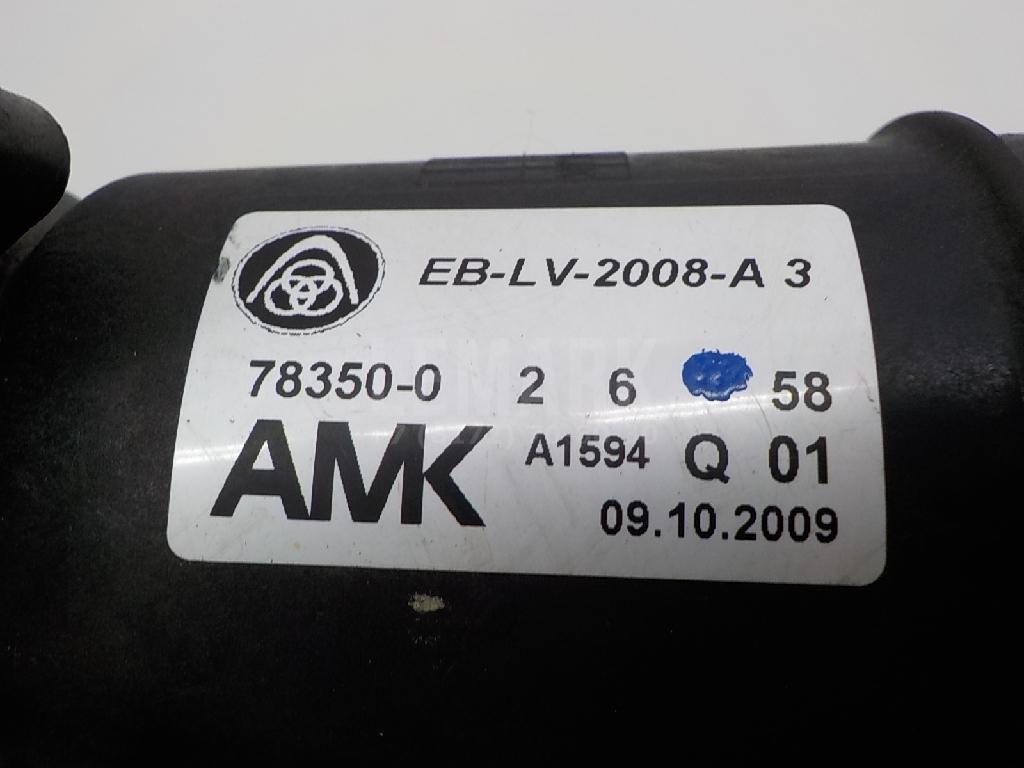 EB-LV-2008-A 3
78350-0 2 6 58
AMK A1594 Q 01
09.10.2009